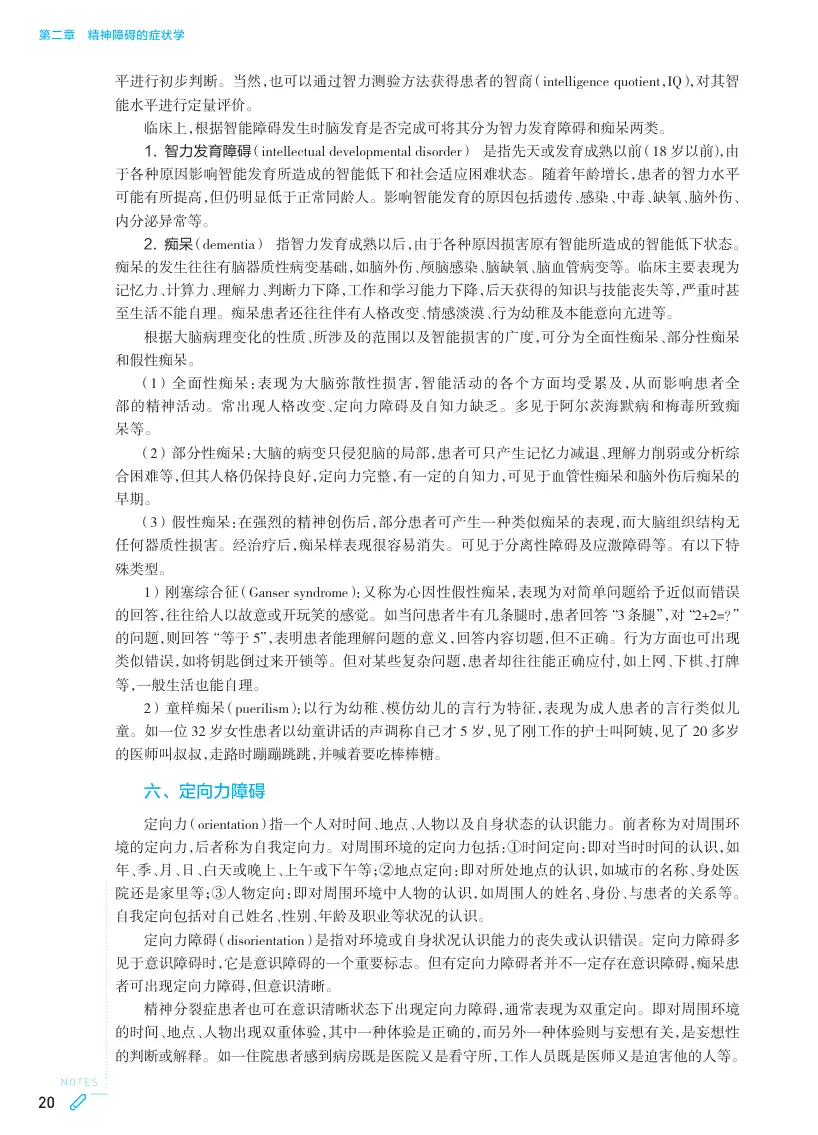 第二章 精神障碍的症状学
平进行初步判断。当然,也可以通过智力测验方法获得患者的智商(intelligence quotient,IQ),对其智
能水平进行定量评价。
临床上,根据智能障碍发生时脑发育是否完成可将其分为智力发育障碍和痴呆两类。
1. 智力发育障碍(intellectual developmental disorder) 是指先天或发育成熟以前(18 岁以前),由
于各种原因影响智能发育所造成的智能低下和社会适应困难状态。随着年龄增长,患者的智力水平
可能有所提高,但仍明显低于正常同龄人。影响智能发育的原因包括遗传、感染、中毒、缺氧、脑外伤、
内分泌异常等。
2. 痴呆(dementia) 指智力发育成熟以后,由于各种原因损害原有智能所造成的智能低下状态。
痴呆的发生往往有脑器质性病变基础,如脑外伤、颅脑感染、脑缺氧、脑血管病变等。临床主要表现为
记忆力、计算力、理解力、判断力下降,工作和学习能力下降,后天获得的知识与技能丧失等,严重时甚
至生活不能自理。痴呆患者还往往伴有人格改变、情感淡漠、行为幼稚及本能意向亢进等。
根据大脑病理变化的性质、所涉及的范围以及智能损害的广度,可分为全面性痴呆、部分性痴呆
和假性痴呆。
(1) 全面性痴呆:表现为大脑弥散性损害,智能活动的各个方面均受累及,从而影响患者全
部的精神活动。常出现人格改变、定向力障碍及自知力缺乏。多见于阿尔茨海默病和梅毒所致痴
呆等。
(2) 部分性痴呆:大脑的病变只侵犯脑的局部,患者可只产生记忆力减退、理解力削弱或分析综
合困难等,但其人格仍保持良好,定向力完整,有一定的自知力,可见于血管性痴呆和脑外伤后痴呆的
早期。
(3) 假性痴呆:在强烈的精神创伤后,部分患者可产生一种类似痴呆的表现,而大脑组织结构无
任何器质性损害。经治疗后,痴呆样表现很容易消失。可见于分离性障碍及应激障碍等。有以下特
殊类型。
1) 刚塞综合征(Ganser syndrome):又称为心因性假性痴呆,表现为对简单问题给予近似而错误
的回答,往往给人以故意或开玩笑的感觉。如当问患者牛有几条腿时,患者回答“3 条腿”,对“2+2=?”
的问题,则回答“等于 5”,表明患者能理解问题的意义,回答内容切题,但不正确。行为方面也可出现
类似错误,如将钥匙倒过来开锁等。但对某些复杂问题,患者却往往能正确应付,如上网、下棋、打牌
等,一般生活也能自理。
2) 童样痴呆(puerilism):以行为幼稚、模仿幼儿的言行为特征,表现为成人患者的言行类似儿
童。如一位 32 岁女性患者以幼童讲话的声调称自己才 5 岁,见了刚工作的护士叫阿姨,见了 20 多岁
的医师叫叔叔,走路时蹦蹦跳跳,并喊着要吃棒棒糖。
六、定向力障碍
定向力(orientation)指一个人对时间、地点、人物以及自身状态的认识能力。前者称为对周围环
境的定向力,后者称为自我定向力。对周围环境的定向力包括:①时间定向:即对当时时间的认识,如
年、季、月、日、白天或晚上、上午或下午等;②地点定向:即对所处地点的认识,如城市的名称、身处医
院还是家里等;③人物定向:即对周围环境中人物的认识,如周围人的姓名、身份、与患者的关系等。
自我定向包括对自己姓名、性别、年龄及职业等状况的认识。
定向力障碍(disorientation)是指对环境或自身状况认识能力的丧失或认识错误。定向力障碍多
见于意识障碍时,它是意识障碍的一个重要标志。但有定向力障碍者并不一定存在意识障碍,痴呆患
者可出现定向力障碍,但意识清晰。
精神分裂症患者也可在意识清晰状态下出现定向力障碍,通常表现为双重定向。即对周围环境
的时间、地点、人物出现双重体验,其中一种体验是正确的,而另外一种体验则与妄想有关,是妄想性
的判断或解释。如一住院患者感到病房既是医院又是看守所,工作人员既是医师又是迫害他的人等。
NOTES
20